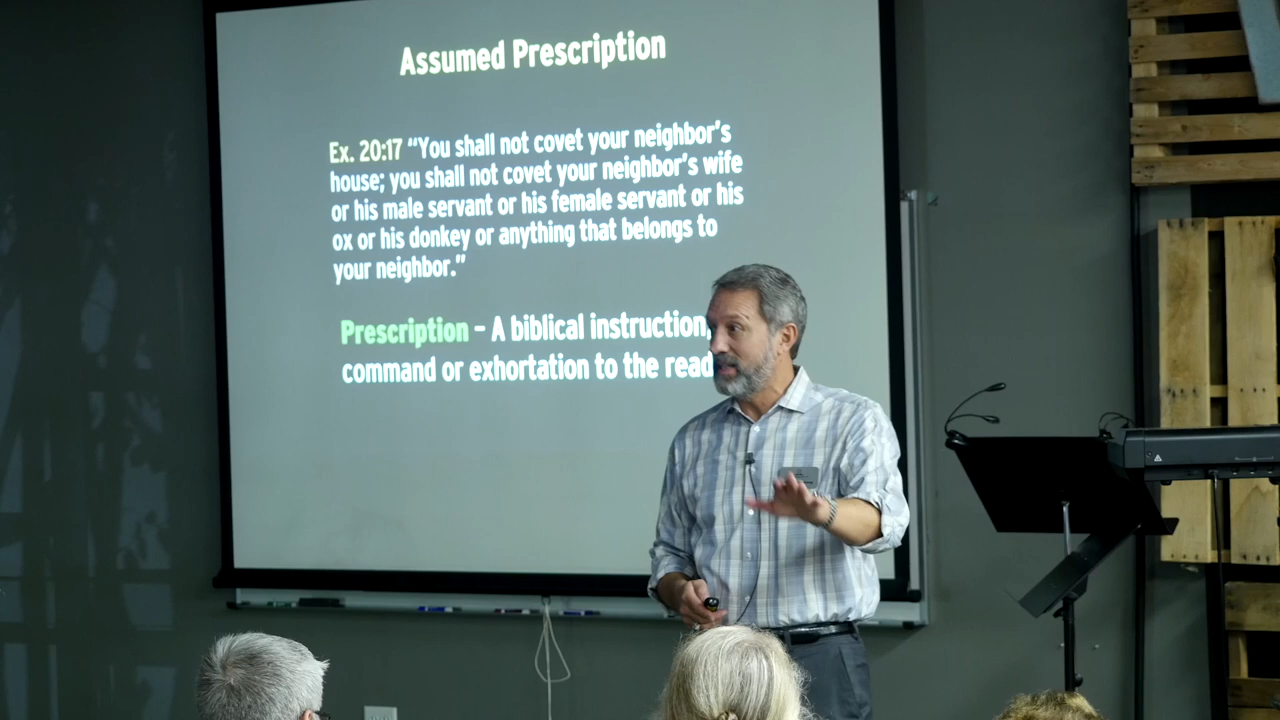 Assumed Prescription
Ex. 20:17 “You shall not covet your neighbor’s
house; you shall not covet your neighbor’s wife
or his male servant or his female servant or his
ox or his donkey or anything that belongs to
your neighbor.”
Prescription – A biblical instruction,
command or exhortation to the read